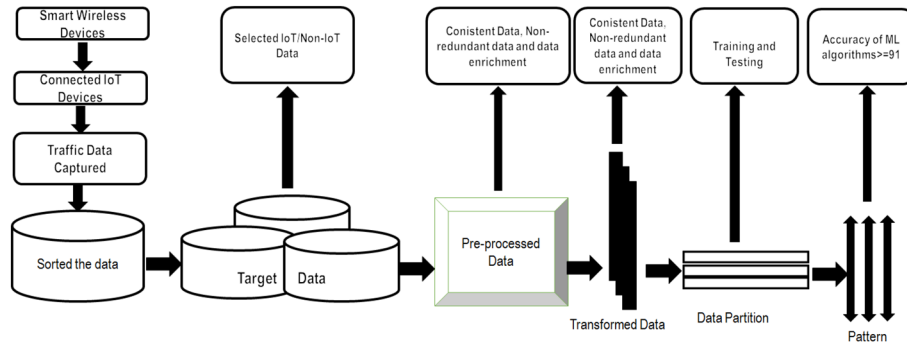 Smart Wireless
Devices
Connected IoT
Devices
Traffic Data
Captured
Sorted the data
Selected IoT/Non-IoT
Data
Target Data
Conistent Data, Non-
redundant data and data
enrichment
Pre-processed
Data
Conistent Data,
Non-redundant
data and data
enrichment
Transformed Data
Training and
Testing
Data Partition
Accuracy of ML
algorithms>=91
Pattern